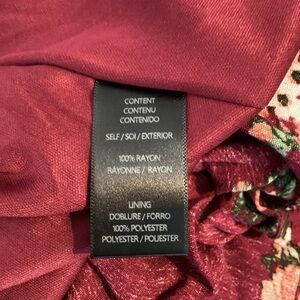 CONTENT
CONTENU
CONTENIDO
SELF / SOI / EXTERIOR
100% RAYON
RAYONNE / RAYON
LINING
DOBLURE / FORRO
100% POLYESTER
POLYESTER / POLIESTER